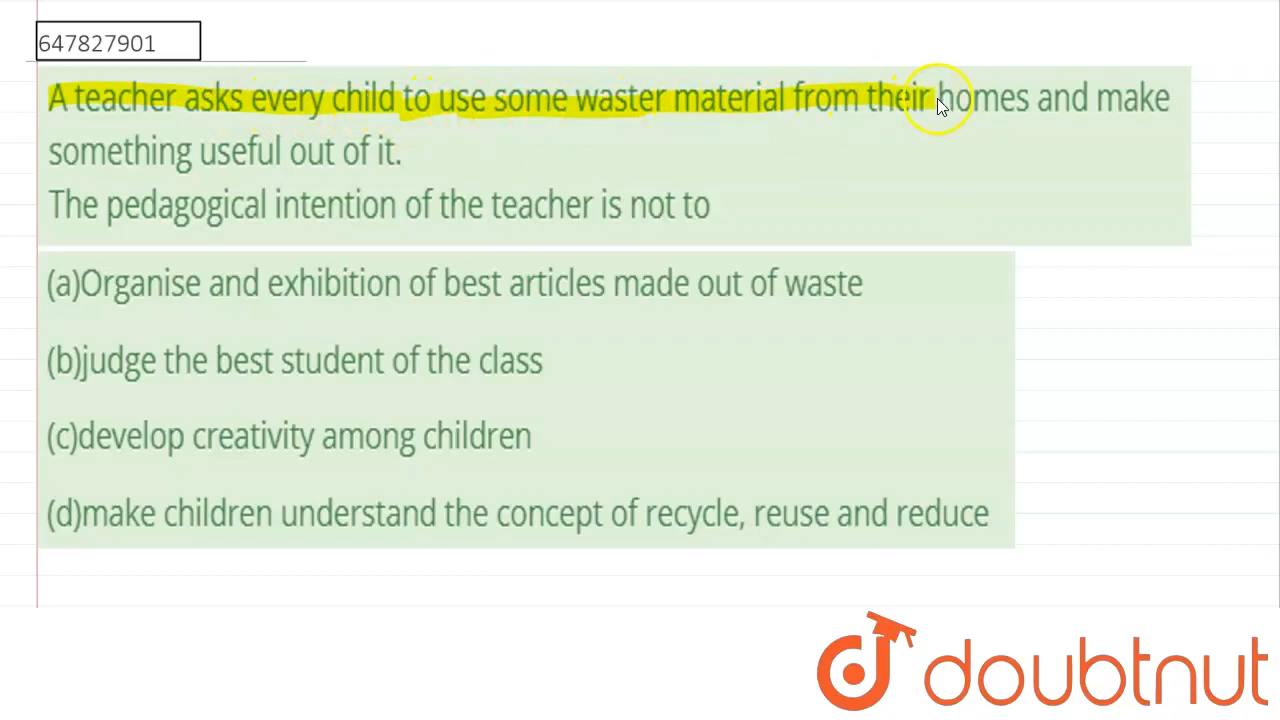 647827901
A teacher asks every child to use some waster material from their homes and make
something useful out of it.
The pedagogical intention of the teacher is not to
(a)Organise and exhibition of best articles made out of waste
(b)judge the best student of the class
(c)develop creativity among children
(d)make children understand the concept of recycle, reuse and reduce
doubtnut